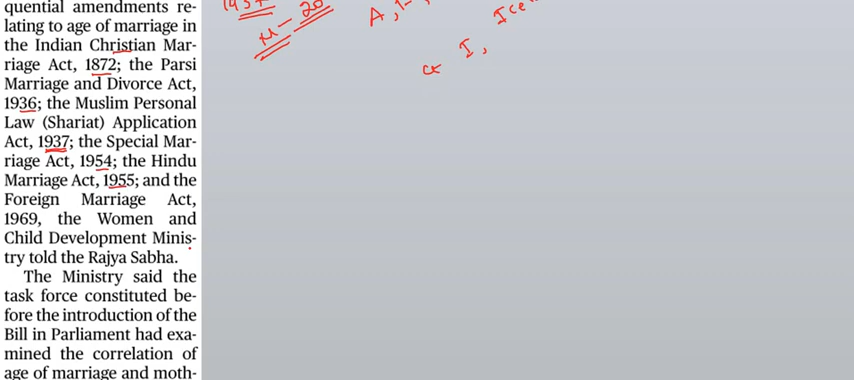 quential amendments re-
lating to age of marriage in
the Indian Christian Mar-
riage Act, 1872; the Parsi
Marriage and Divorce Act,
1936; the Muslim Personal
Law (Shariat) Application
Act, 1937; the Special Mar-
riage Act, 1954; the Hindu
Marriage Act, 1955; and the
Foreign Marriage Act,
1969, the Women and
Child Development Minis-
try told the Rajya Sabha.
The Ministry said the
task force constituted be-
fore the introduction of the
Bill in Parliament had exa-
mined the correlation of
age of marriage and moth-
M - 20
A,
I,